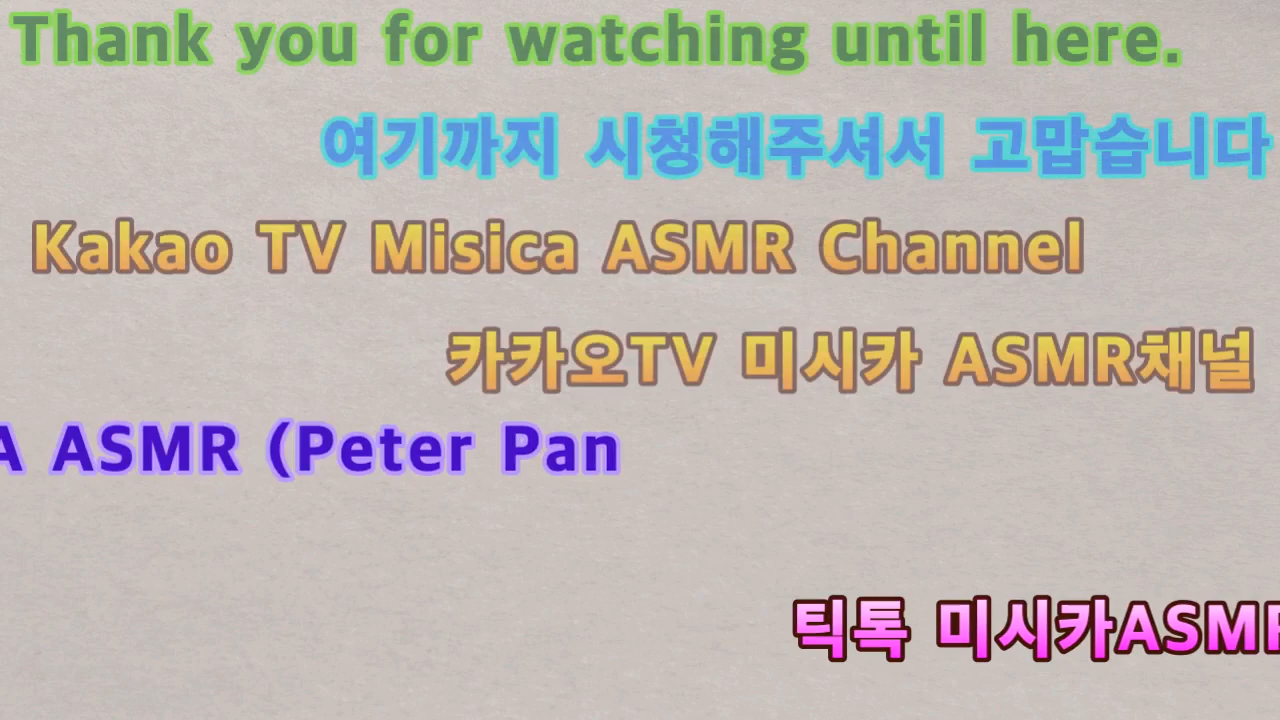 Thank you for watching until here.
여기까지 시청해주셔서 고맙습니다
Kakao TV Misica ASMR Channel
카카오TV 미시카 ASMR채널
A ASMR (Peter Pan
틱톡 미시카ASMR